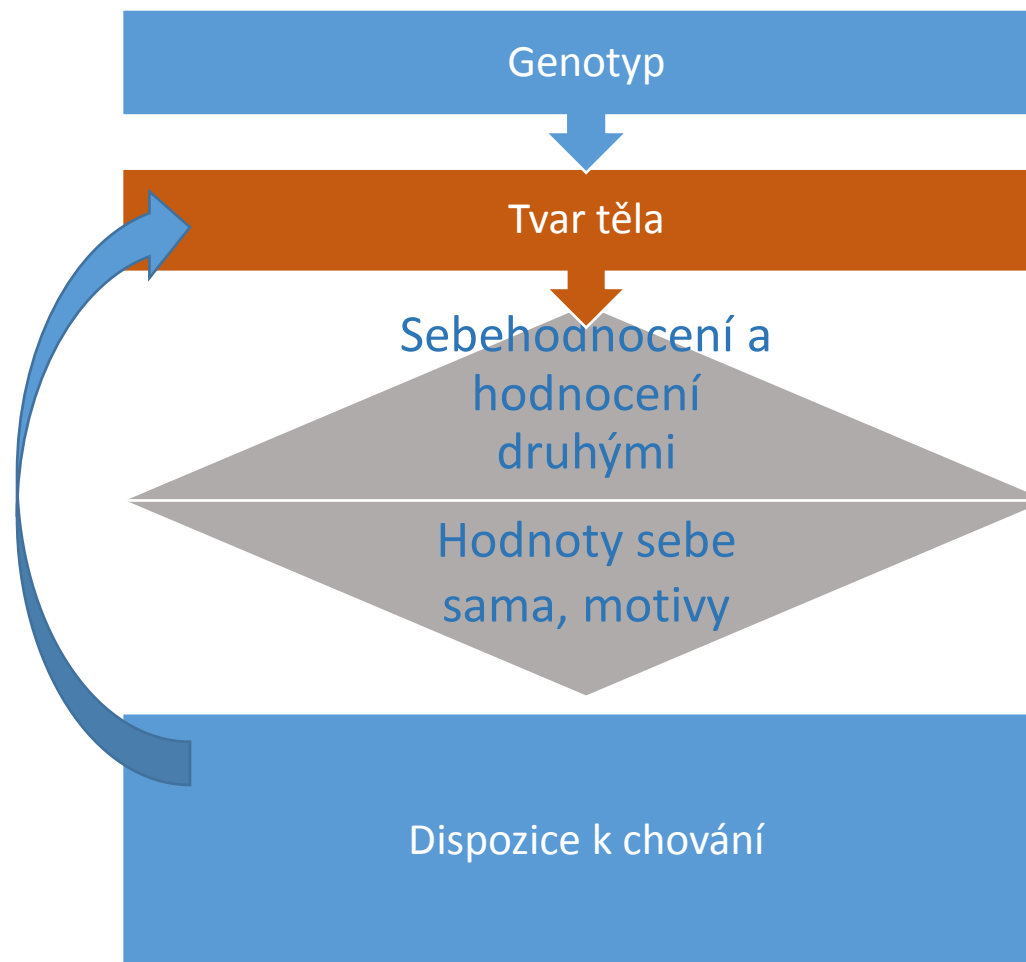 Genotyp
Tvar těla
Sebehodnocení a
hodnocení
druhými
Hodnoty sebe
sama, motivy
Dispozice k chování